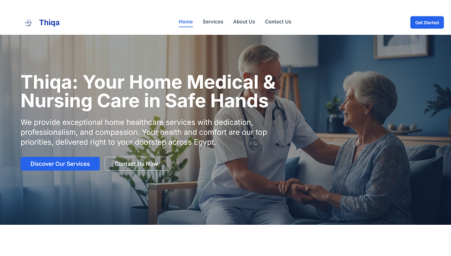 Thiqa
Home
Services
About Us
Contact Us
Get Started
Thiqa: Your Home Medical &
Nursing Care in Safe Hands
We provide exceptional home healthcare services with dedication,
professionalism, and compassion. Your health and comfort are our top
priorities, delivered right to your doorstep across Egypt.
Discover Our Services
Contact Us Now